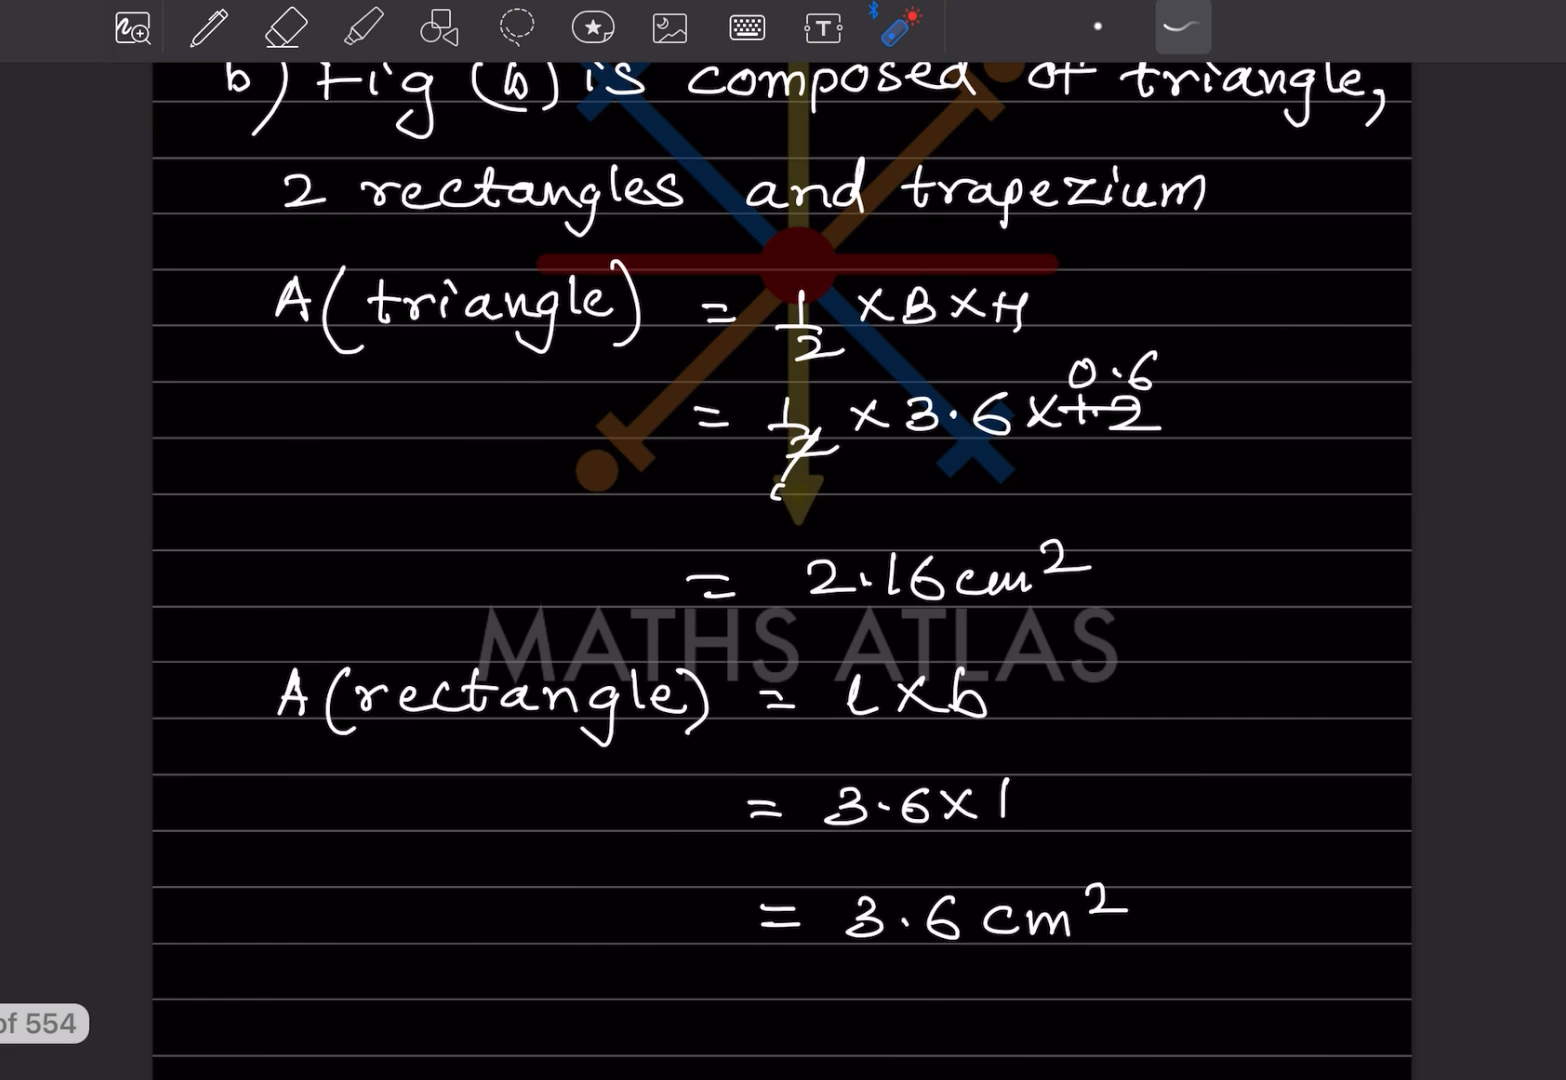 b) Fig (b) is composed of triangle,
2 rectangles and trapezium
A(triangle) = 1/2 × B × H
0.6
= 1/2 × 3.6 × 1.2
1
= 2.16 cm²
MATHS ATLAS
A(rectangle) = l × b
= 3.6 × 1
= 3.6 cm²
of 554